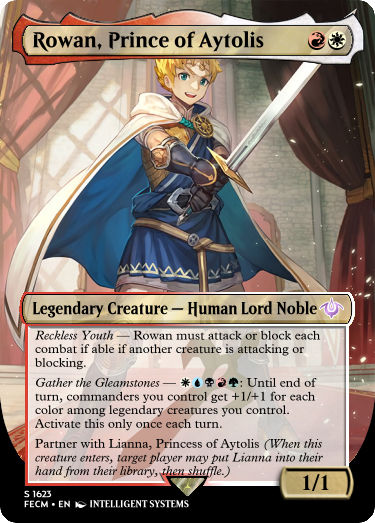 Rowan, Prince of Aytolis
Legendary Creature — Human Lord Noble
Reckless Youth — Rowan must attack or block each
combat if able if another creature is attacking or
blocking.
Gather the Gleamstones — : Until end of
turn, commanders you control get +1/+1 for each
color among legendary creatures you control.
Activate this only once each turn.
Partner with Lianna, Princess of Aytolis (When this
creature enters, target player may put Lianna into their
hand from their library, then shuffle.)
1/1
S 1623
FECM • EN INTELLIGENT SYSTEMS